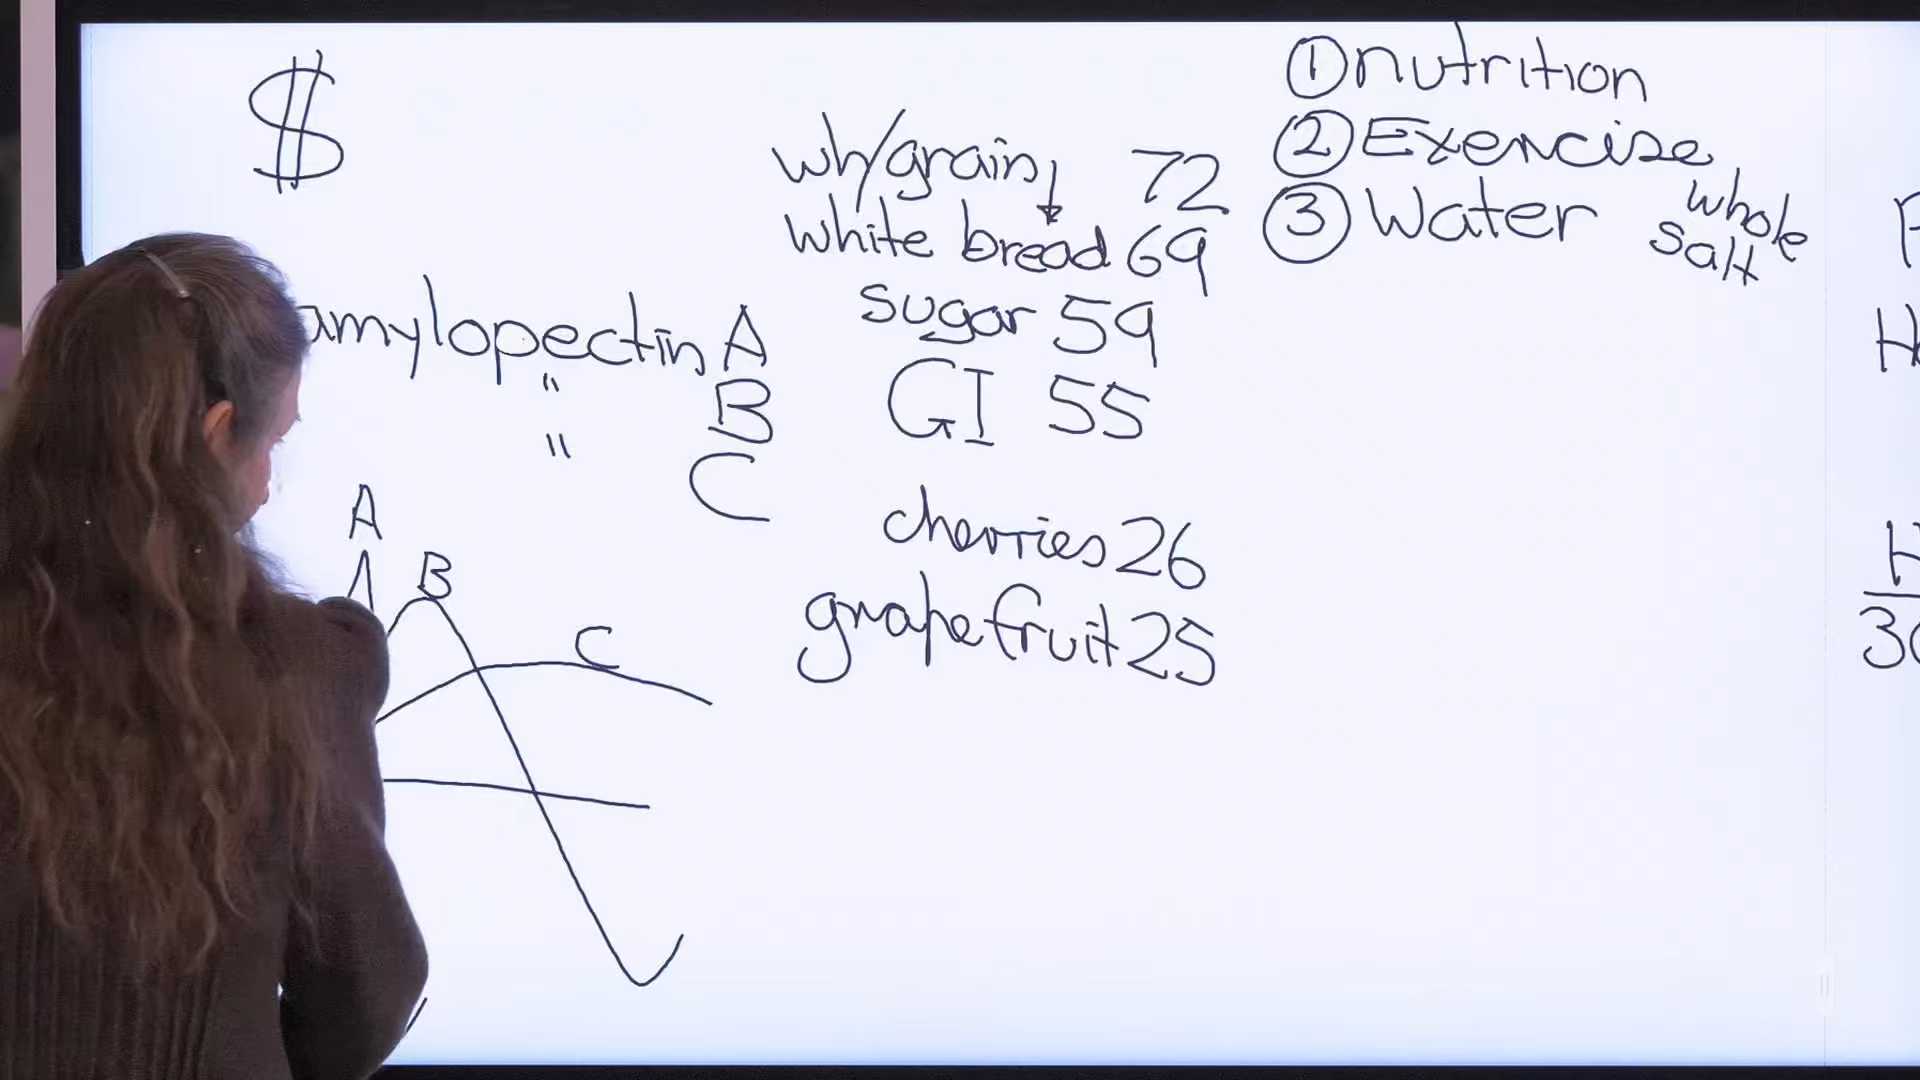 $
wh/grain 72
white bread 69
sugar 59
GI 55
cherries 26
grapefruit 25
amylopectin A
" B
" C
A
B
C
① nutrition
② Exercise
③ Water whole salt
H
30